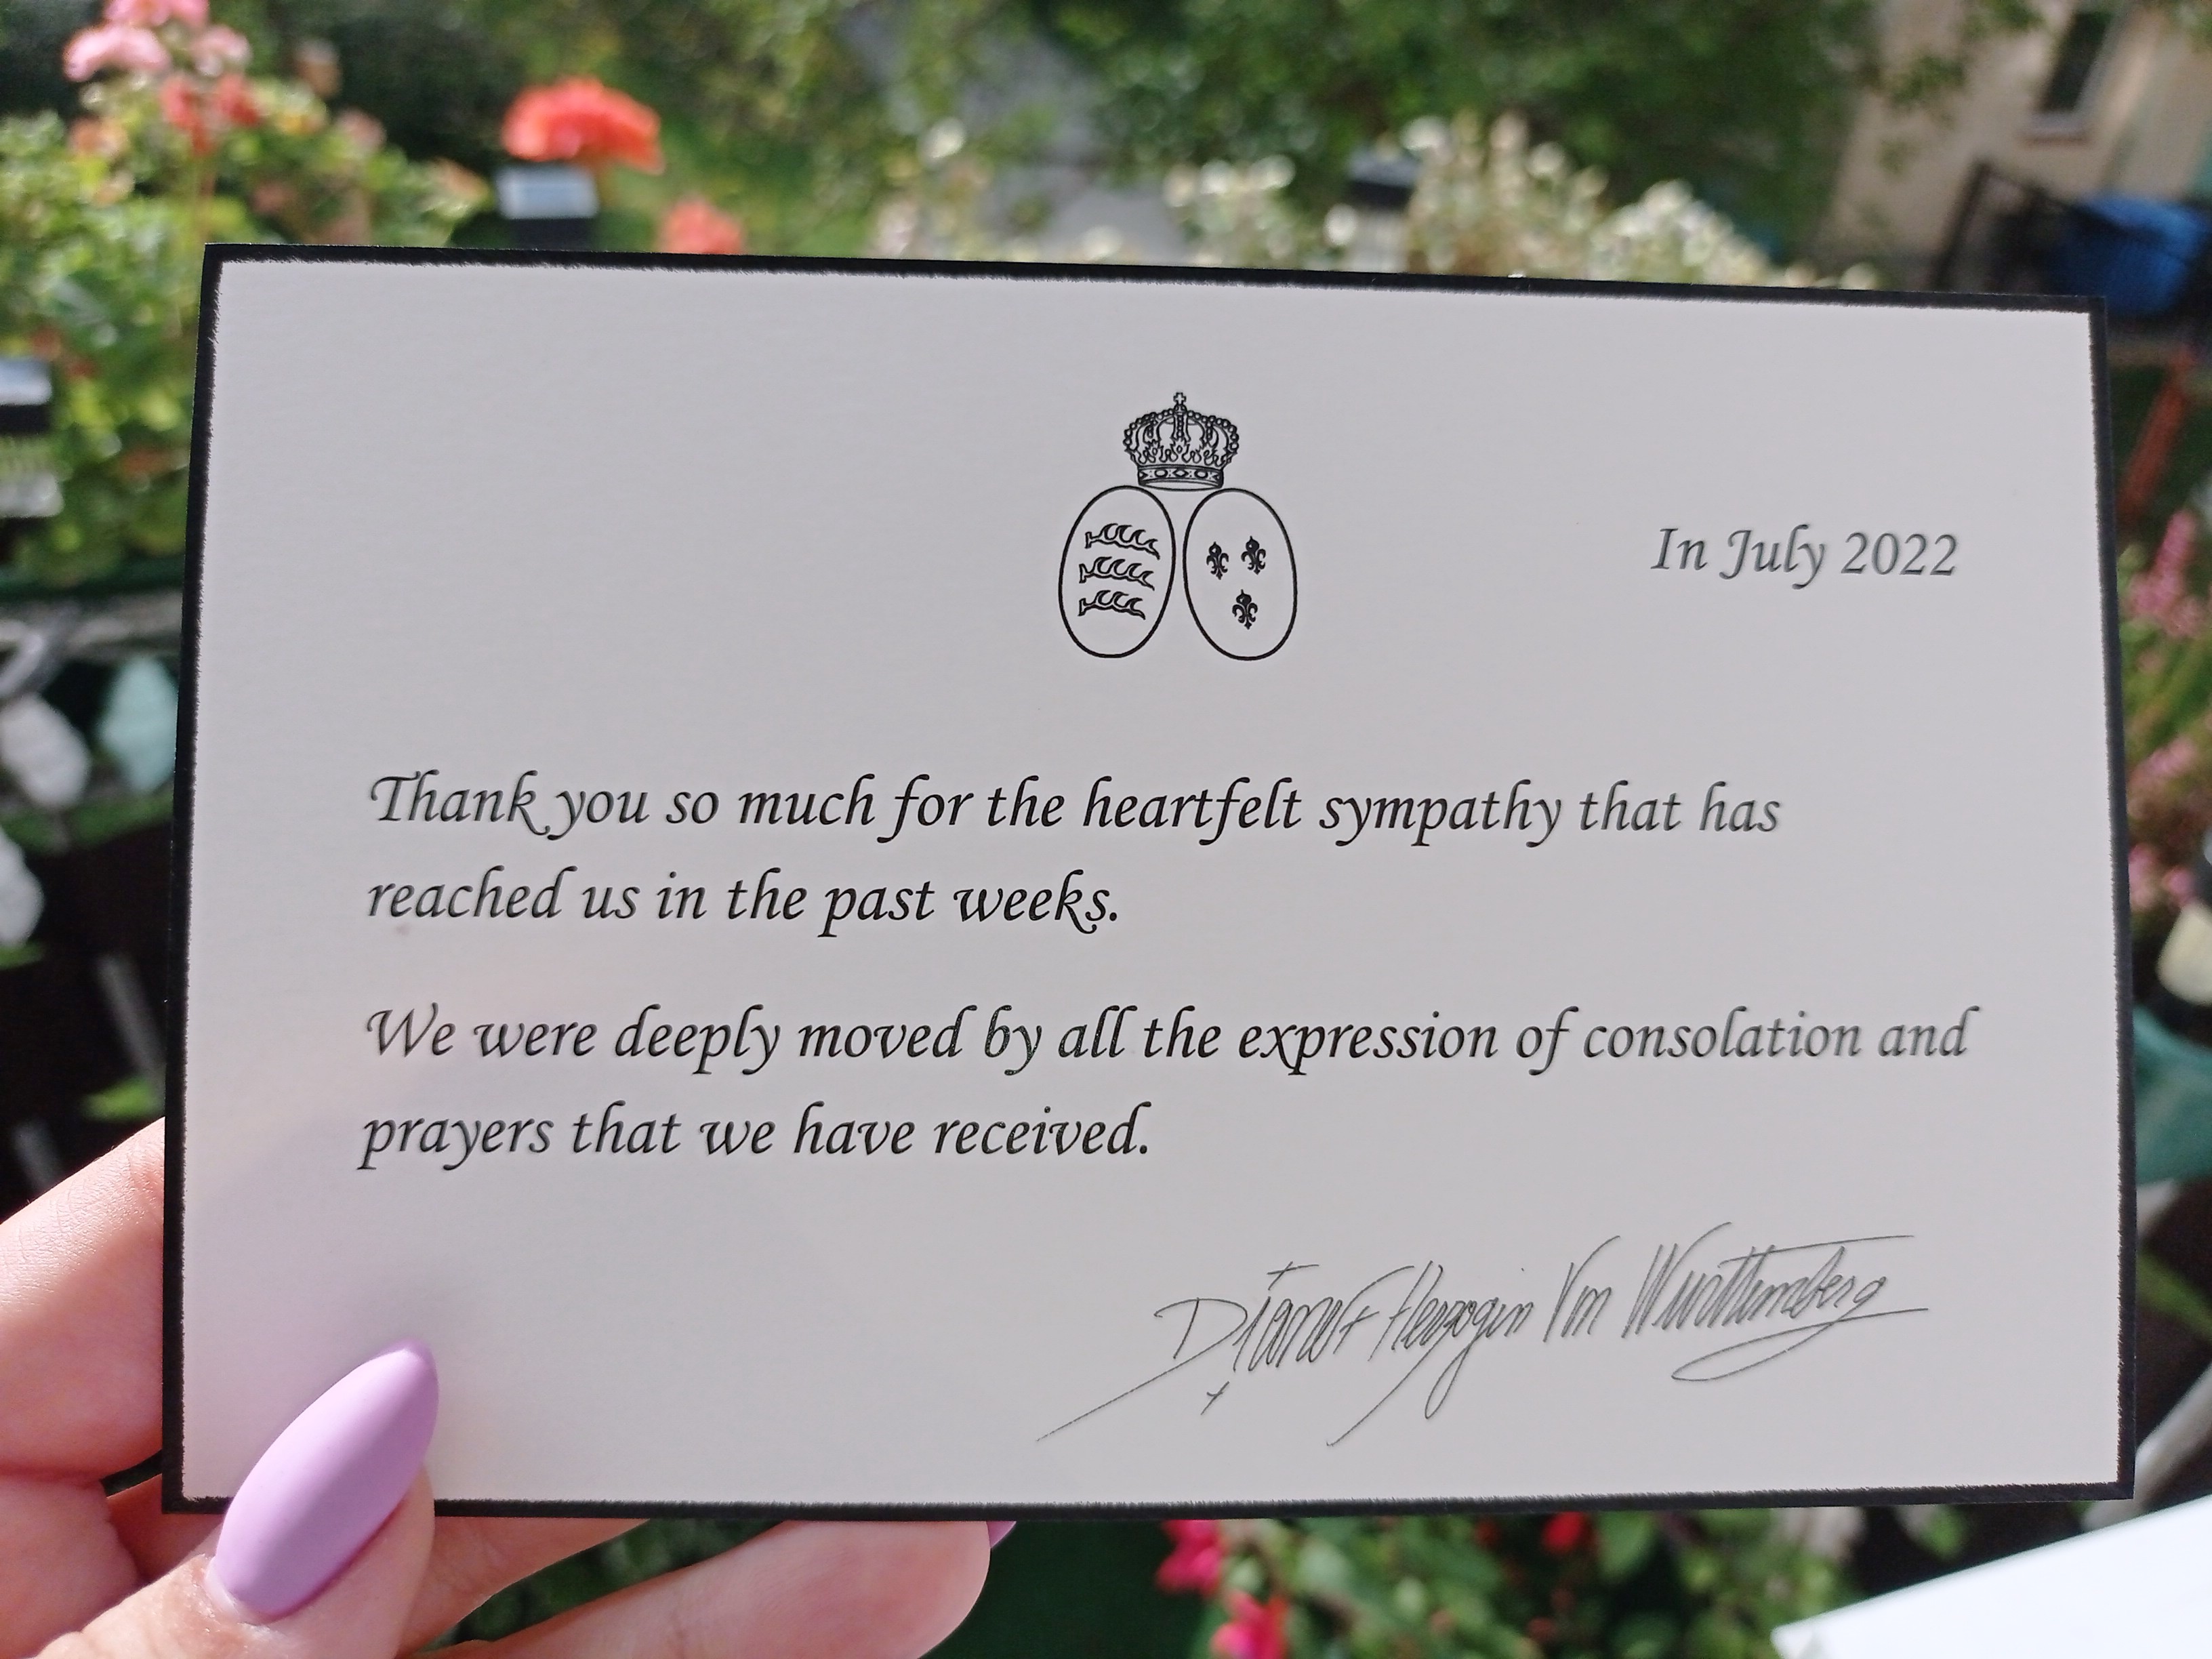 In July 2022
Thank you so much for the heartfelt sympathy that has
reached us in the past weeks.
We were deeply moved by all the expression of consolation and
prayers that we have received.
Diane + Herzogin von Württemberg